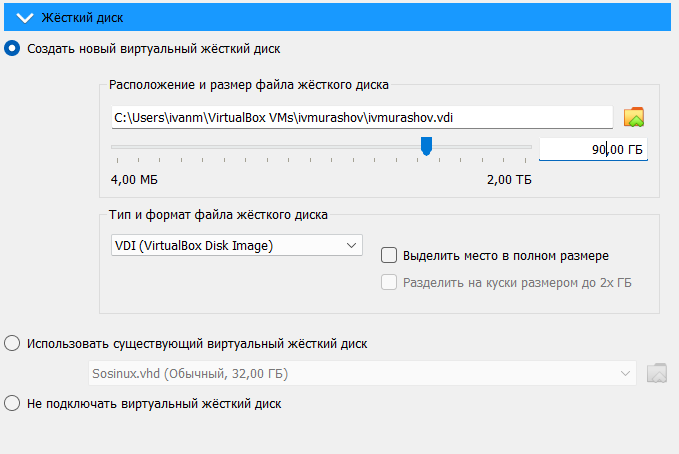 Жёсткий диск
Создать новый виртуальный жёсткий диск
Расположение и размер файла жёсткого диска
C:\Users\ivanm\VirtualBox VMs\ivmurashov\ivmurashov.vdi
90,00 ГБ
4,00 МБ 2,00 ТБ
Тип и формат файла жёсткого диска
VDI (VirtualBox Disk Image)
Выделить место в полном размере
Разделить на куски размером до 2х ГБ
Использовать существующий виртуальный жёсткий диск
Sosinux.vhd (Обычный, 32,00 ГБ)
Не подключать виртуальный жёсткий диск